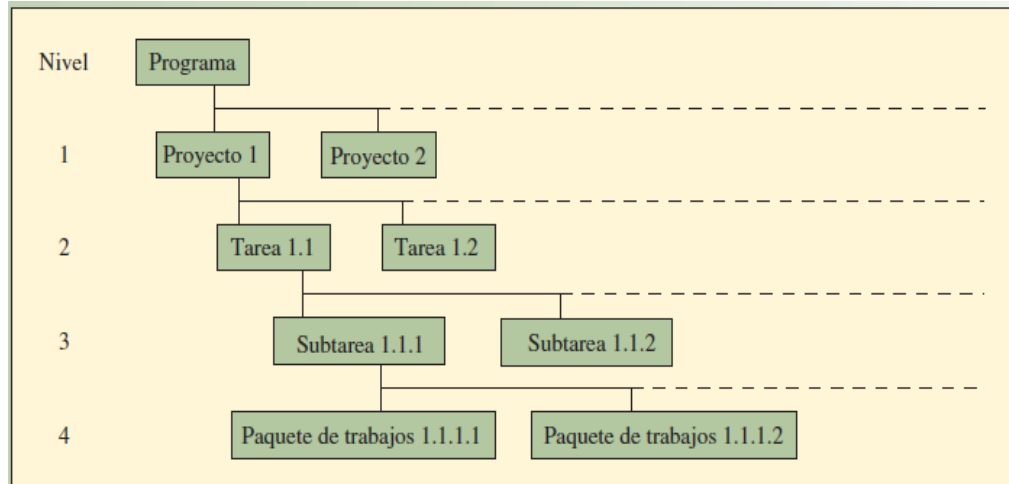 Nivel Programa
1 Proyecto 1 Proyecto 2
2 Tarea 1.1 Tarea 1.2
3 Subtarea 1.1.1 Subtarea 1.1.2
4 Paquete de trabajos 1.1.1.1 Paquete de trabajos 1.1.1.2